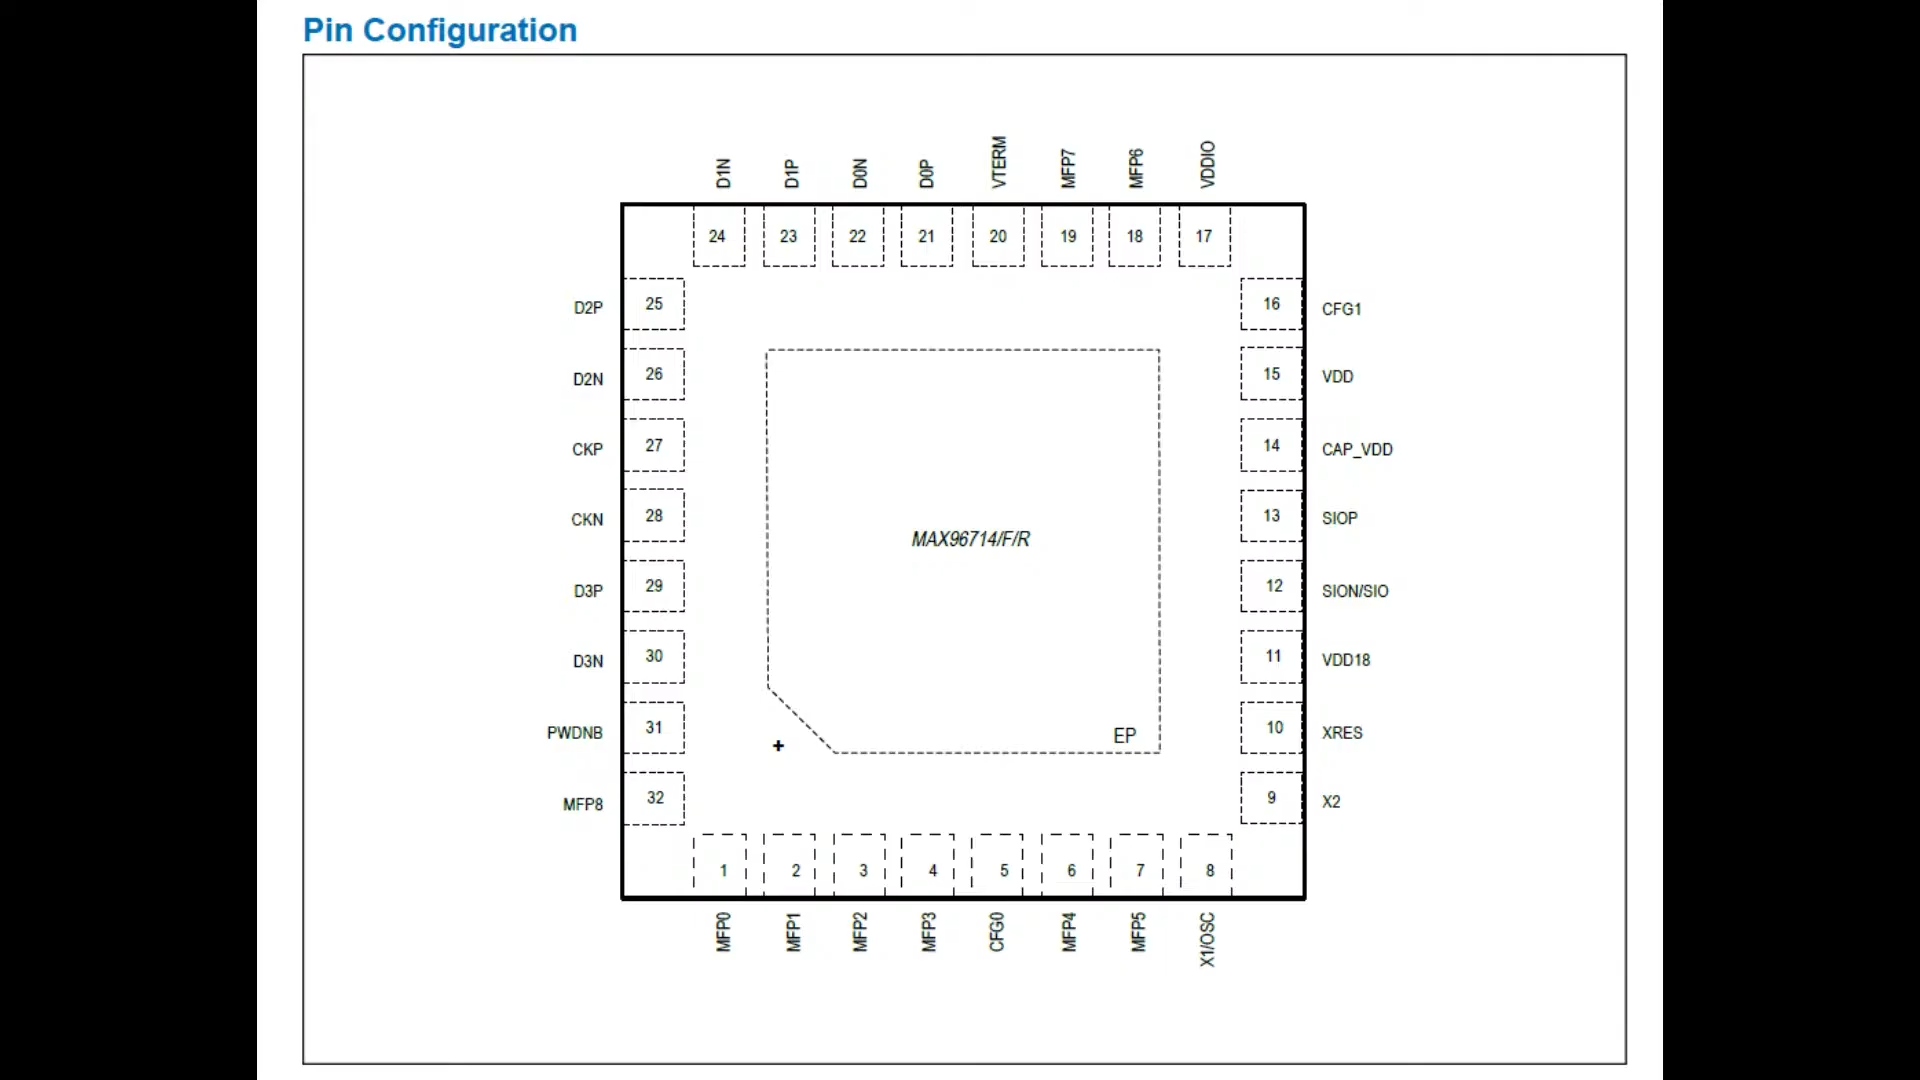 Pin Configuration
D1N D1P D0N D0P VTERM MFP7 MFP6 VDDIO
24 23 22 21 20 19 18 17
D2P 25 16 CFG1
D2N 26 15 VDD
CKP 27 14 CAP_VDD
CKN 28 13 SIOP
MAX96714/F/R
D3P 29 12 SION/SIO
D3N 30 11 VDD18
PWDNB 31 10 XRES
+ EP
MFP8 32 9 X2
1 2 3 4 5 6 7 8
MFP0 MFP1 MFP2 MFP3 CFG0 MFP4 MFP5 X1/OSC